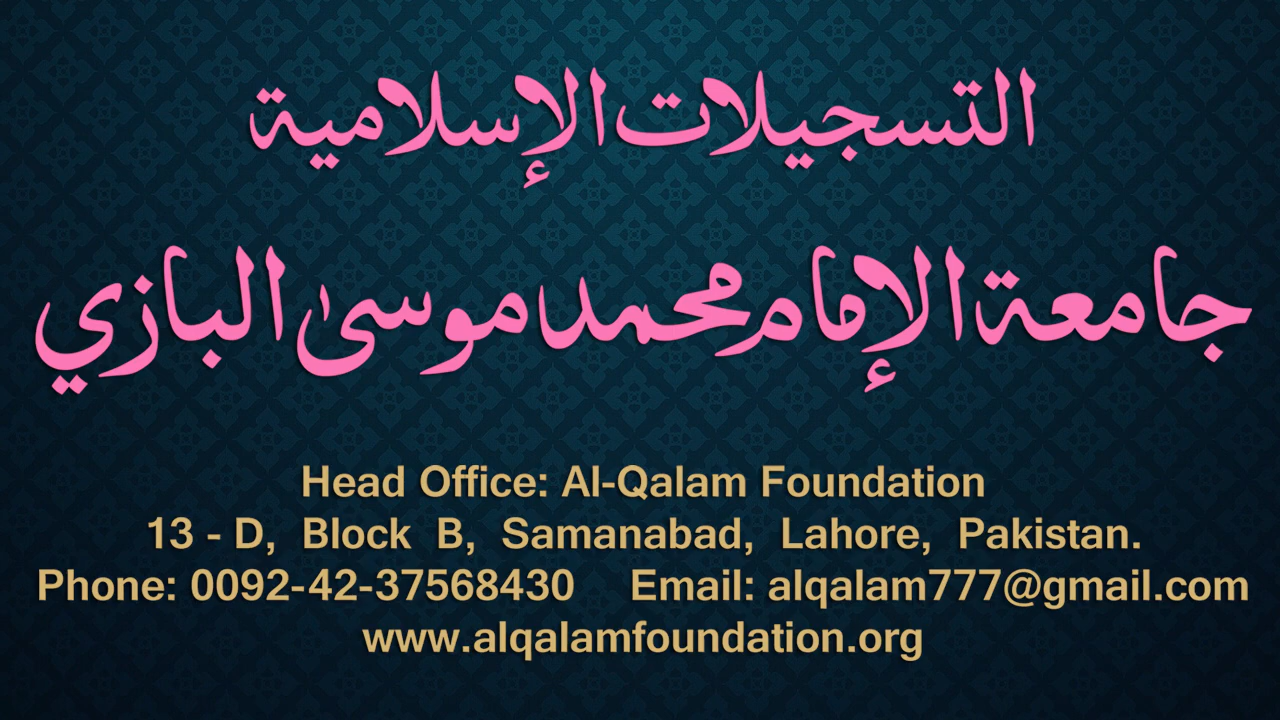 التسجيلات الإسلامية
جامعة الإمام محمد موسىٰ البازي
Head Office: Al-Qalam Foundation
13 - D, Block B, Samanabad, Lahore, Pakistan.
Phone: 0092-42-37568430 Email: alqalam777@gmail.com
www.alqalamfoundation.org